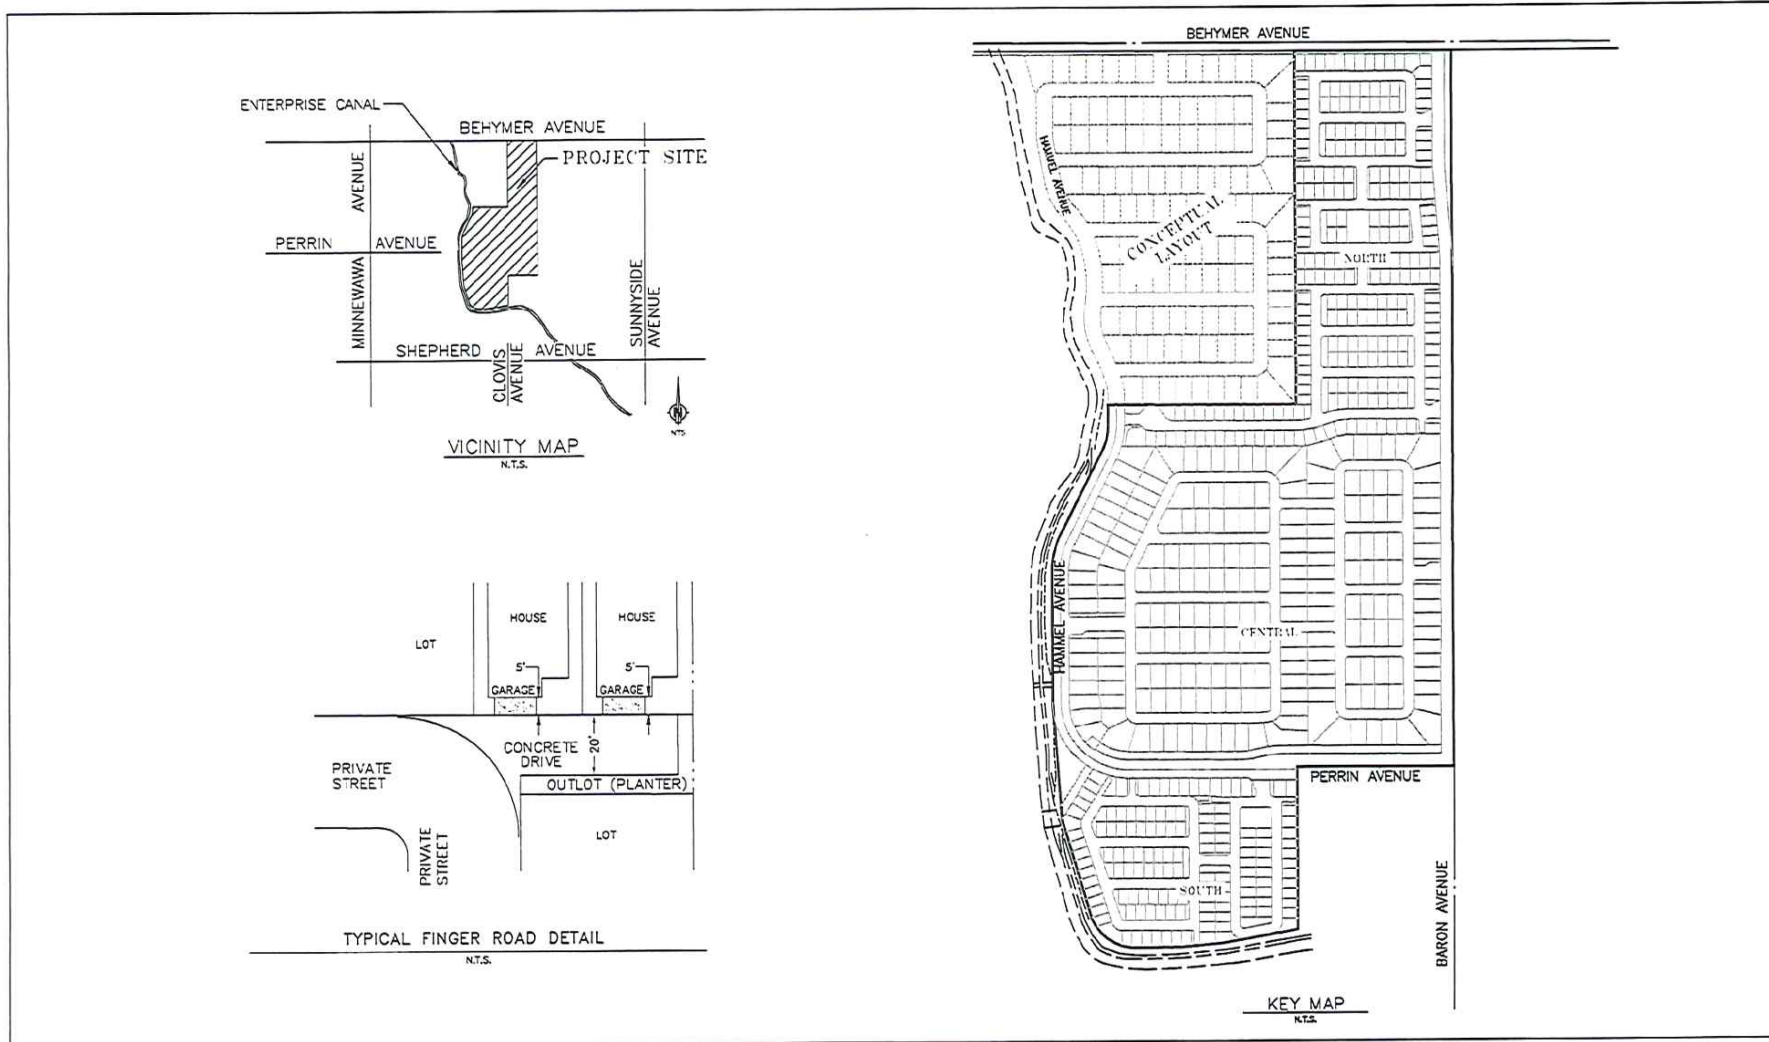 ENTERPRISE CANAL
BEHYMER AVENUE
PROJECT SITE
AVENUE
PERRIN AVENUE
MINNEWAWA
SUNNYSIDE
AVENUE
SHEPHERD AVENUE
CLOVIS
AVENUE
N
N.T.S.
VICINITY MAP
N.T.S.
HOUSE
HOUSE
LOT
5'
5'
GARAGE
GARAGE
CONCRETE
DRIVE
20'
PRIVATE
STREET
OUTLOT (PLANTER)
LOT
PRIVATE
STREET
TYPICAL FINGER ROAD DETAIL
N.T.S.
BEHYMER AVENUE
HAMMEL AVENUE
CONCEPTUAL
LAYOUT
NORTH
HAMMEL AVENUE
CENTRAL
PERRIN AVENUE
SOUTH
BARON AVENUE
KEY MAP
N.T.S.